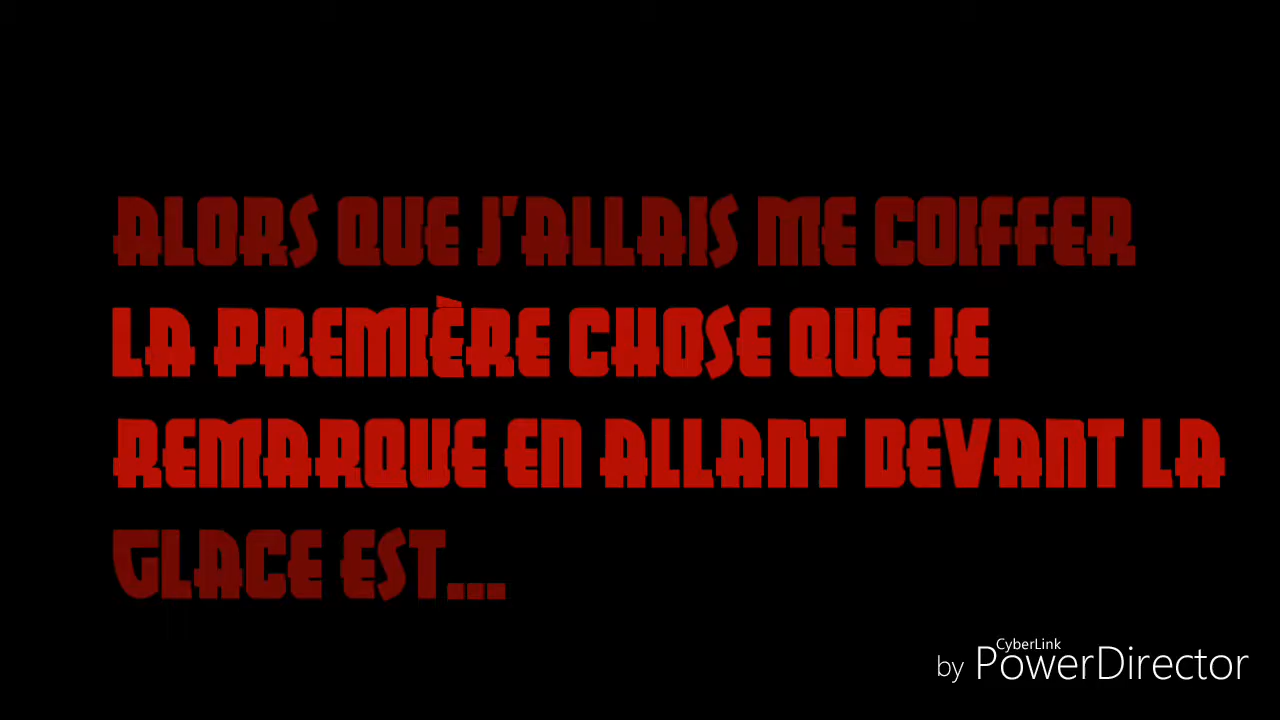 ALORS QUE J'ALLAIS ME COIFFER
LA PREMIÈRE CHOSE QUE JE
REMARQUE EN ALLANT DEVANT LA
GLACE EST...
CyberLink
by PowerDirector